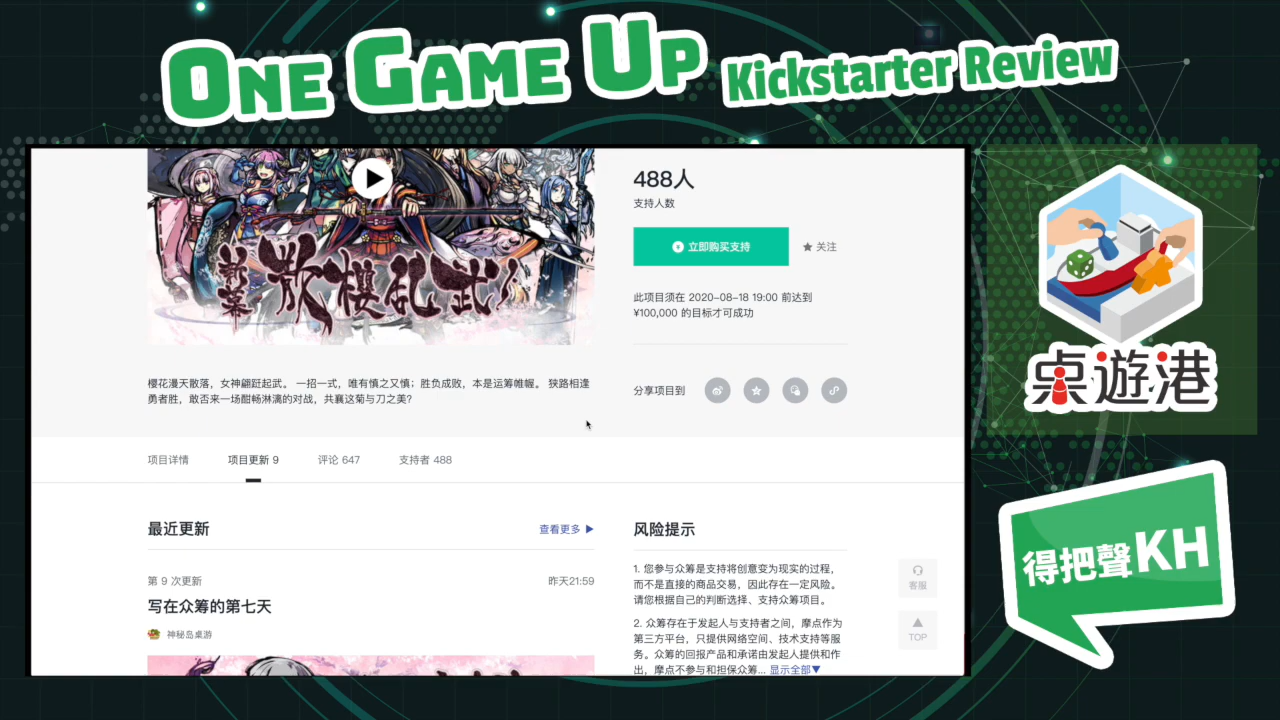 ONE GAME UP Kickstarter Review
新幕
散櫻乱武
488人
支持人数
立即购买支持
关注
此项目须在 2020-08-18 19:00 前达到
¥100,000 的目标才可成功
樱花漫天散落，女神翩跹起武。 一招一式，唯有慎之又慎；胜负成败，本是运筹帷幄。 狭路相逢
勇者胜，敢否来一场酣畅淋漓的对战，共襄这菊与刀之美?
分享项目到
项目详情
项目更新 9
评论 647
支持者 488
最近更新
查看更多
第 9 次更新
昨天21:59
写在众筹的第七天
神秘岛桌游
风险提示
1. 您参与众筹是支持将创意变为现实的过程，
而不是直接的商品交易，因此存在一定风险。
请您根据自己的判断选择、支持众筹项目。
2. 众筹存在于发起人与支持者之间，摩点作为
第三方平台，只提供网络空间、技术支持等服
务。众筹的回报产品和承诺由发起人提供和作
出，摩点不参与和担保众筹... 显示全部▼
客服
TOP
桌遊港
得把聲KH